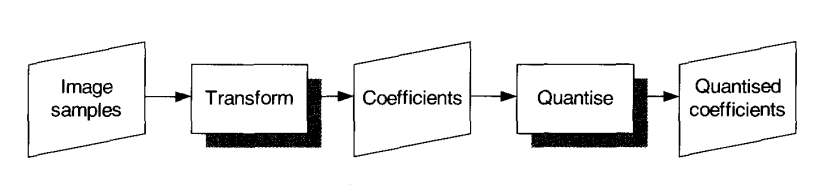 Image
samples
Transform
Coefficients
Quantise
Quantised
coefficients